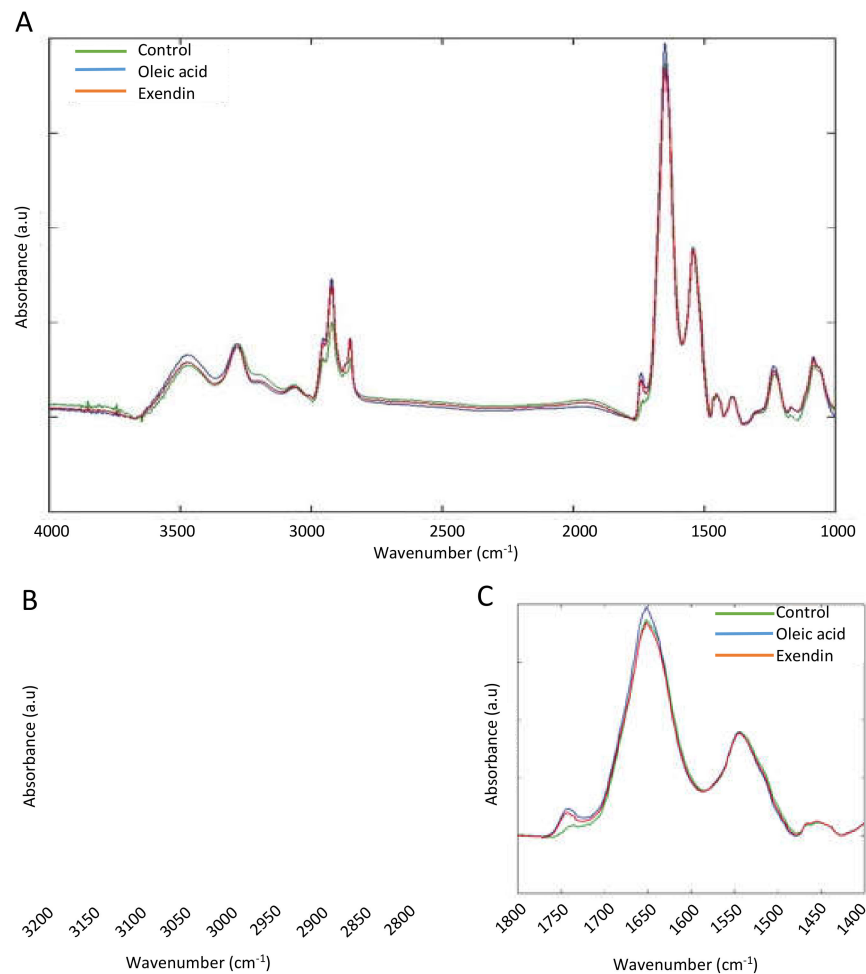 A
Control
Oleic acid
Exendin
Absorbance (a.u)
4000 3500 3000 2500 2000 1500 1000
Wavenumber (cm-1)
B
Absorbance (a.u)
3200 3150 3100 3050 3000 2950 2900 2850 2800
Wavenumber (cm-1)
C
Control
Oleic acid
Exendin
Absorbance (a.u)
1800 1750 1700 1650 1600 1550 1500 1450 1400
Wavenumber (cm-1)